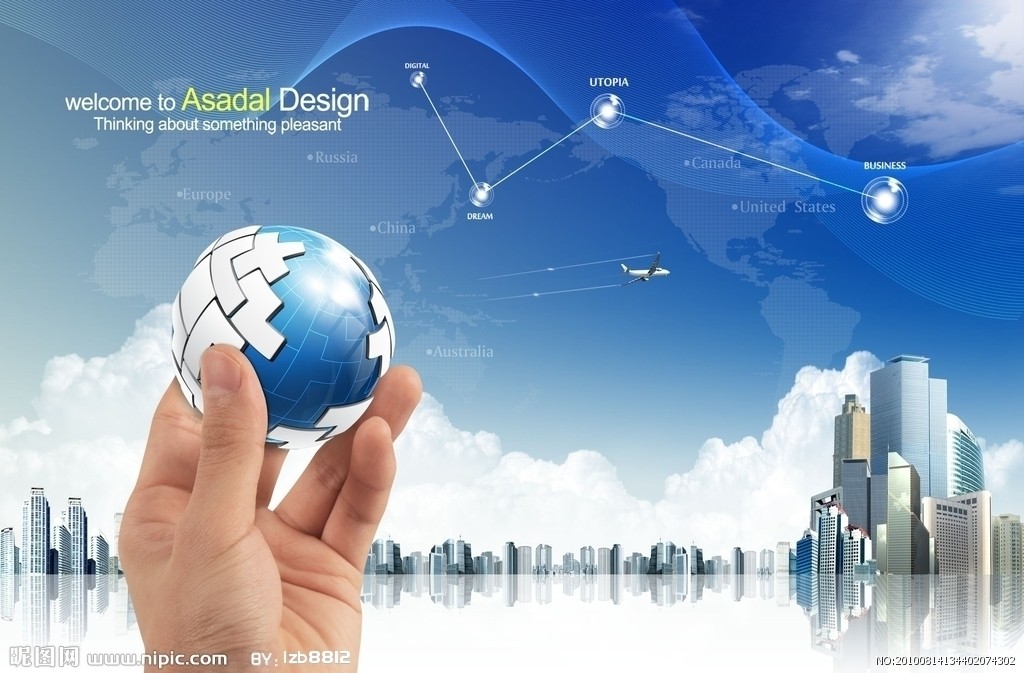 DIGITAL
UTOPIA
welcome to Asadal Design
Thinking about something pleasant
Russia
Canada
BUSINESS
Europe
DREAM
United States
China
Australia
昵图网 www.nipic.com BY: lzb8812
NO:20100814134402074302